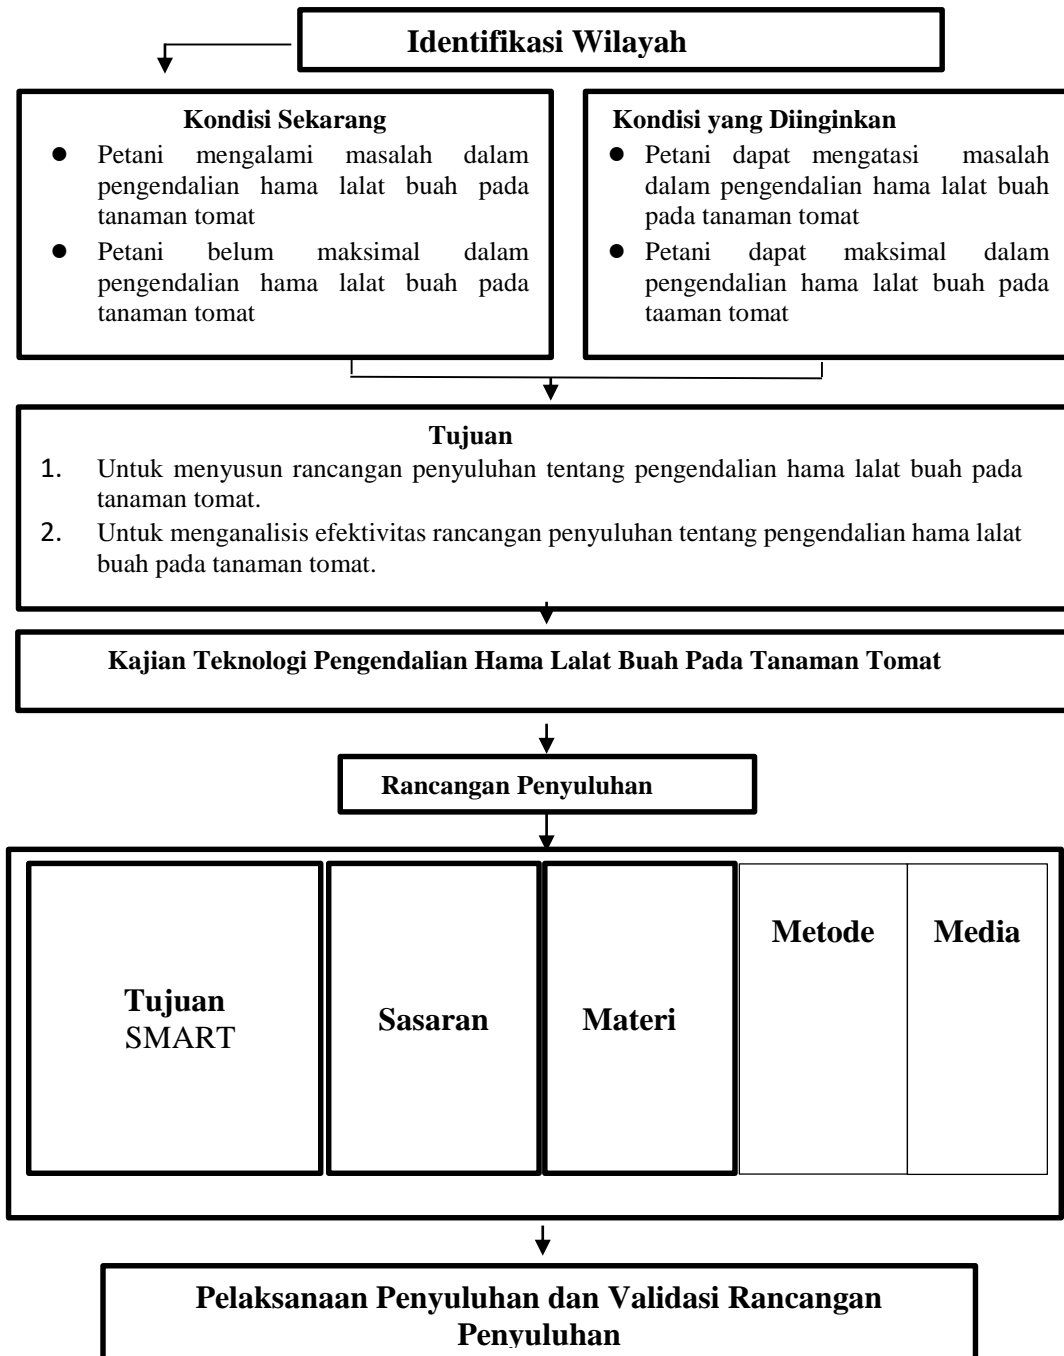 Identifikasi Wilayah
Kondisi Sekarang
● Petani mengalami masalah dalam
pengendalian hama lalat buah pada
tanaman tomat
● Petani belum maksimal dalam
pengendalian hama lalat buah pada
tanaman tomat
Kondisi yang Diinginkan
● Petani dapat mengatasi masalah
dalam pengendalian hama lalat buah
pada tanaman tomat
● Petani dapat maksimal dalam
pengendalian hama lalat buah pada
taaman tomat
Tujuan
1. Untuk menyusun rancangan penyuluhan tentang pengendalian hama lalat buah pada
tanaman tomat.
2. Untuk menganalisis efektivitas rancangan penyuluhan tentang pengendalian hama lalat
buah pada tanaman tomat.
Kajian Teknologi Pengendalian Hama Lalat Buah Pada Tanaman Tomat
Rancangan Penyuluhan
Tujuan
SMART
Sasaran
Materi
Metode
Media
Pelaksanaan Penyuluhan dan Validasi Rancangan
Penyuluhan